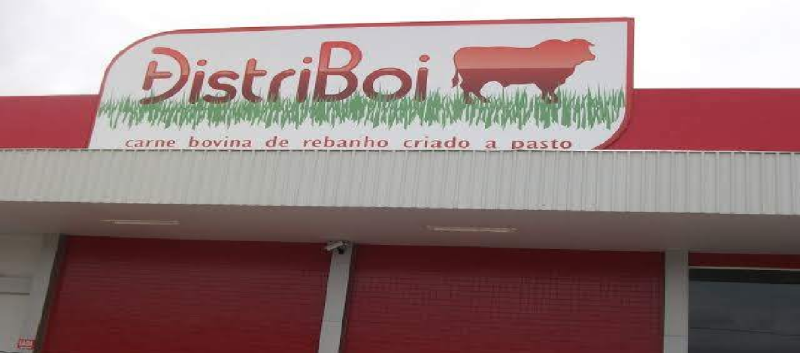 DistriBoi
carne bovina de rebanho criado a pasto